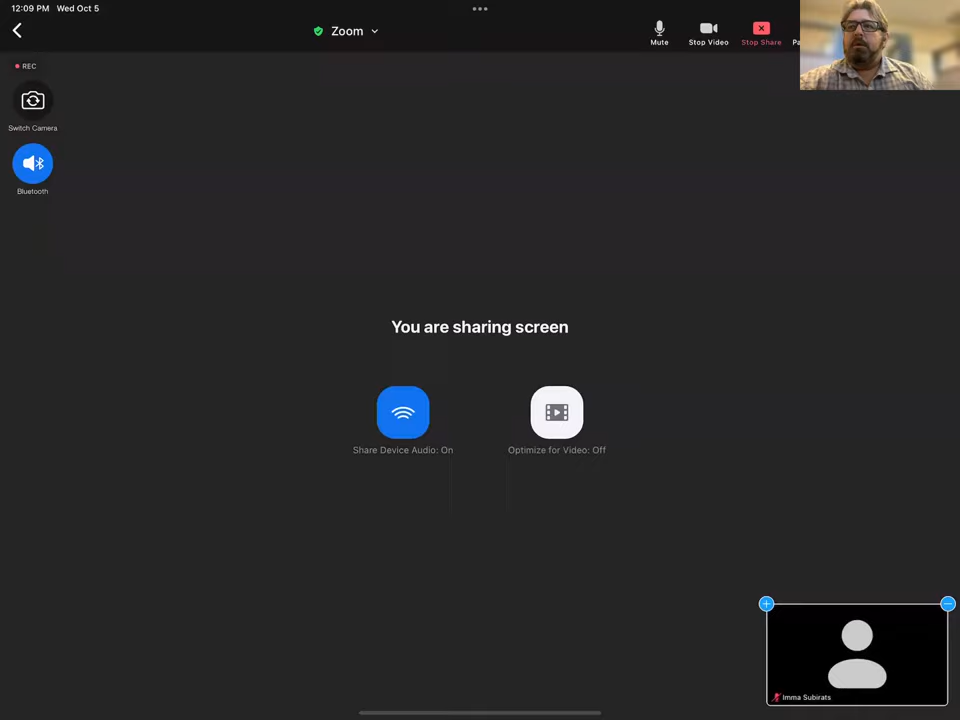 12:09 PM Wed Oct 5
Zoom
Mute
Stop Video
Stop Share
REC
Switch Camera
Bluetooth
You are sharing screen
Share Device Audio: On
Optimize for Video: Off
Imma Subirats